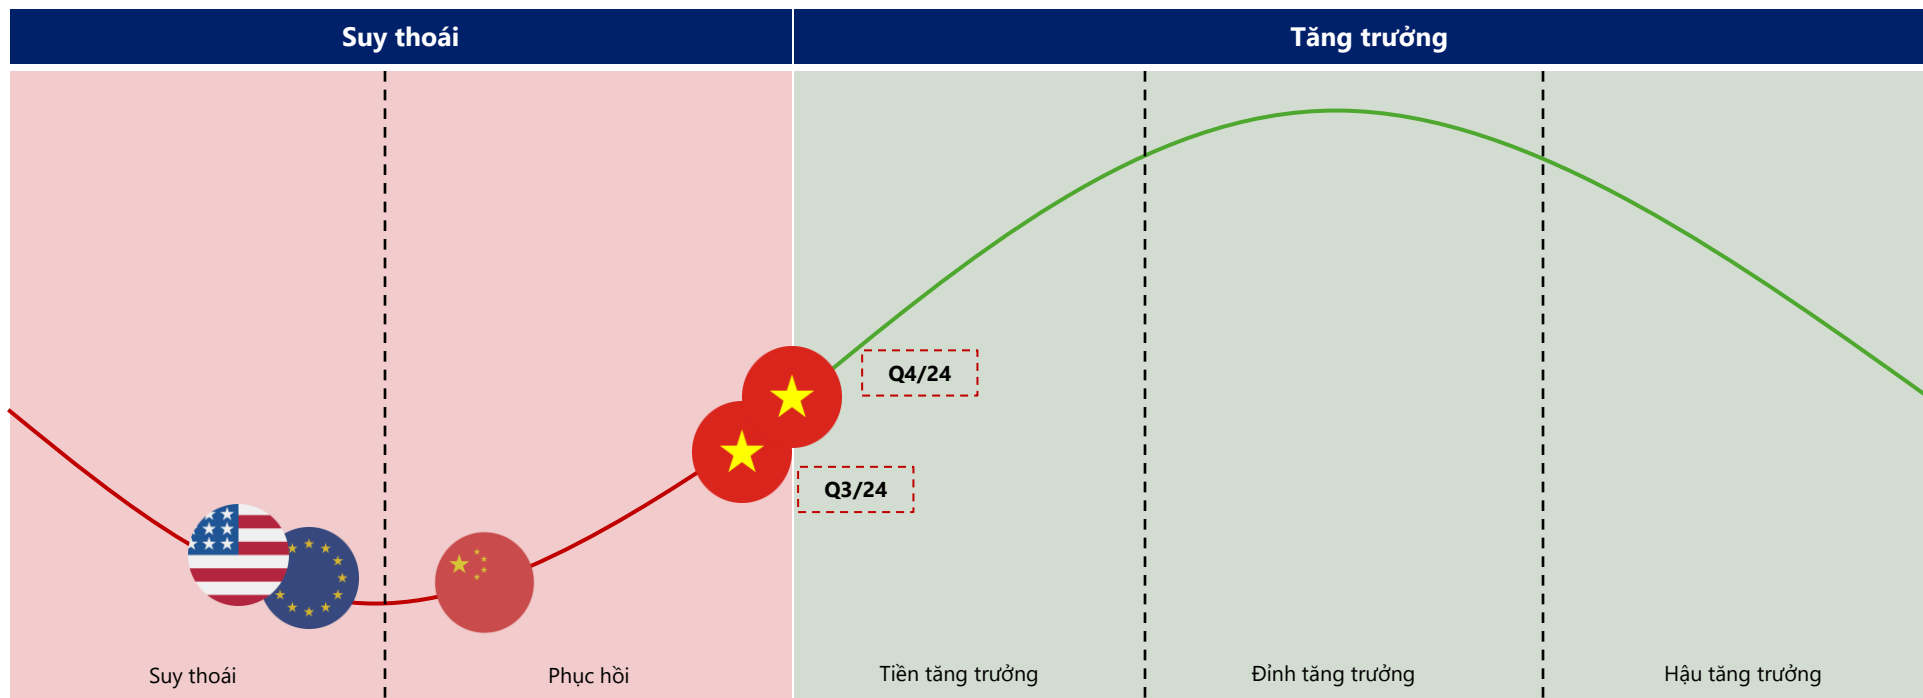 Suy thoái
Tăng trưởng
Q4/24
Q3/24
Suy thoái
Phục hồi
Tiền tăng trưởng
Đỉnh tăng trưởng
Hậu tăng trưởng